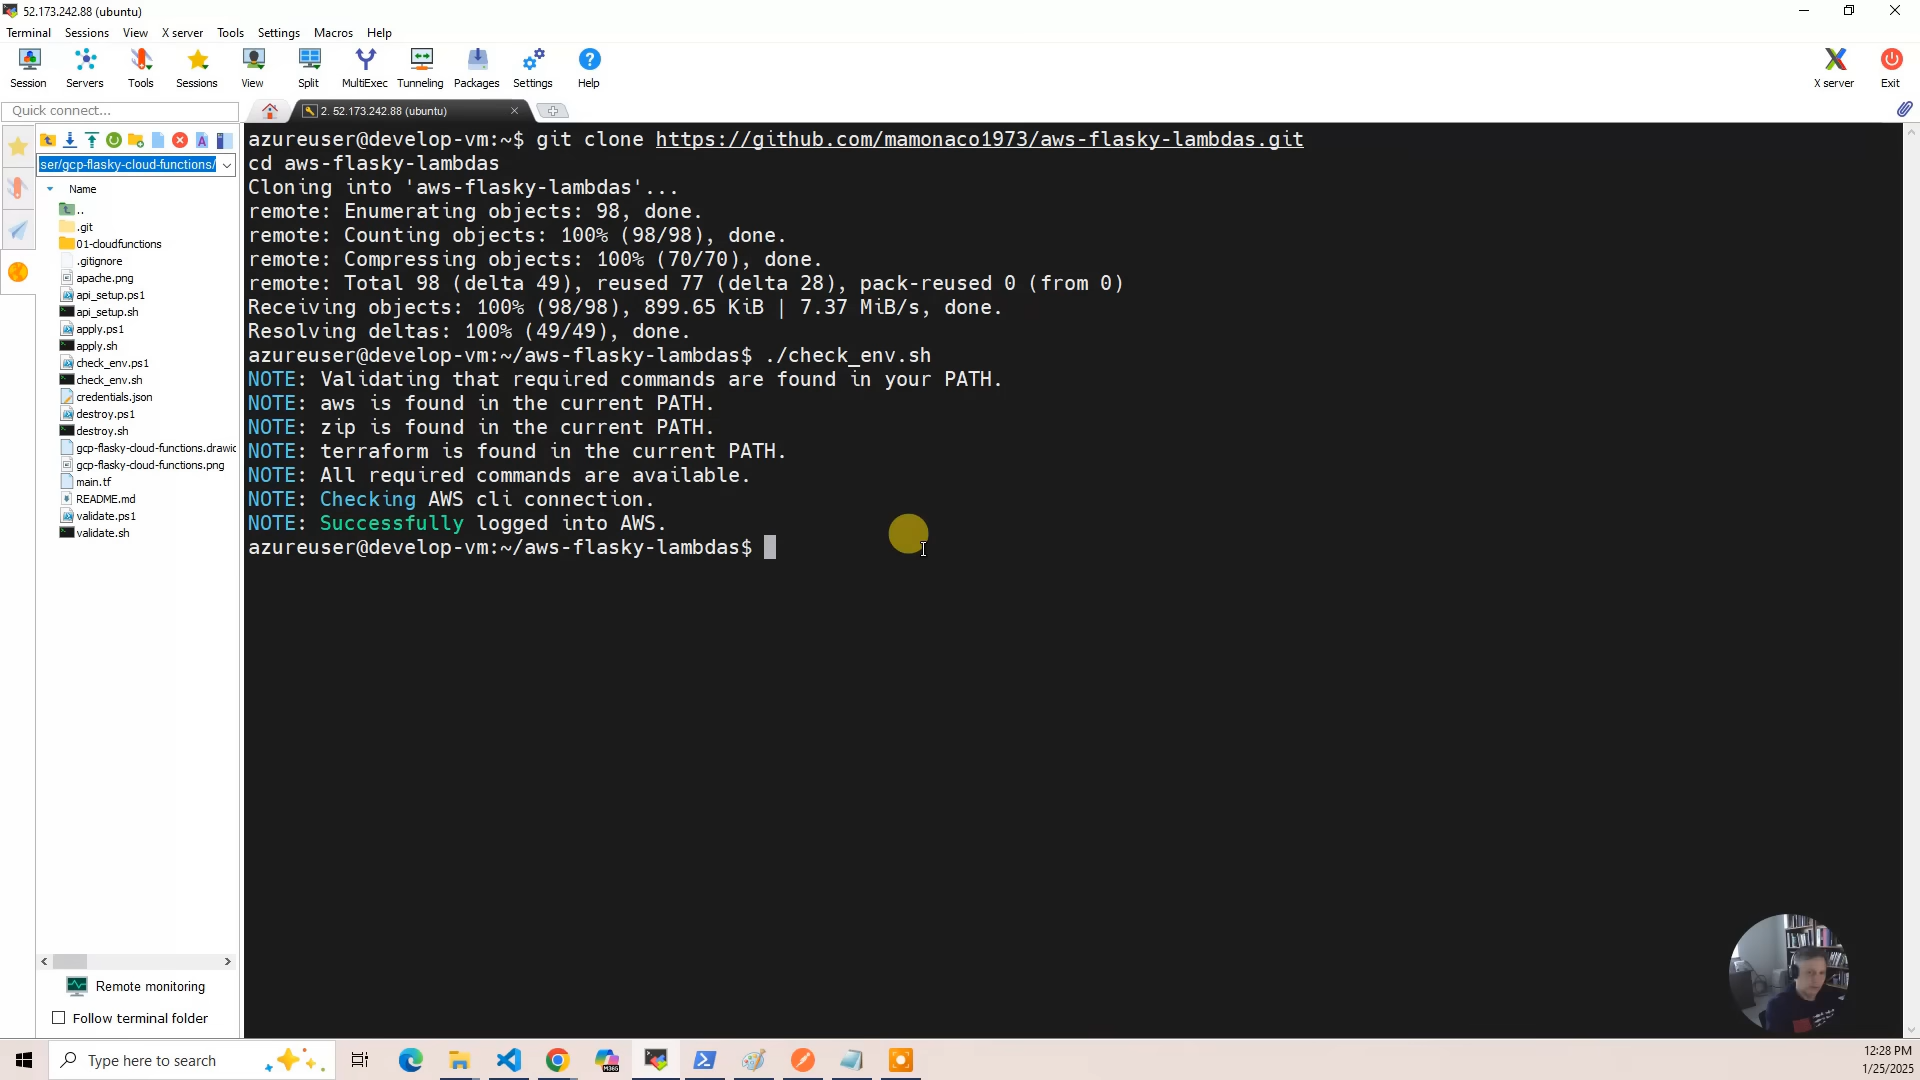 52.173.242.88 (ubuntu)
Terminal Sessions View X server Tools Settings Macros Help
Session Servers Tools Sessions View Split MultiExec Tunneling Packages Settings Help X server Exit
Quick connect...
2. 52.173.242.88 (ubuntu)
ser/gcp-flasky-cloud-functions/
Name
..
.git
01-cloudfunctions
.gitignore
apache.png
api_setup.ps1
api_setup.sh
apply.ps1
apply.sh
check_env.ps1
check_env.sh
credentials.json
destroy.ps1
destroy.sh
gcp-flasky-cloud-functions.drawic
gcp-flasky-cloud-functions.png
main.tf
README.md
validate.ps1
validate.sh
Remote monitoring
Follow terminal folder
azureuser@develop-vm:~$ git clone https://github.com/mamonaco1973/aws-flasky-lambdas.git
cd aws-flasky-lambdas
Cloning into 'aws-flasky-lambdas'...
remote: Enumerating objects: 98, done.
remote: Counting objects: 100% (98/98), done.
remote: Compressing objects: 100% (70/70), done.
remote: Total 98 (delta 49), reused 77 (delta 28), pack-reused 0 (from 0)
Receiving objects: 100% (98/98), 899.65 KiB | 7.37 MiB/s, done.
Resolving deltas: 100% (49/49), done.
azureuser@develop-vm:~/aws-flasky-lambdas$ ./check_env.sh
NOTE: Validating that required commands are found in your PATH.
NOTE: aws is found in the current PATH.
NOTE: zip is found in the current PATH.
NOTE: terraform is found in the current PATH.
NOTE: All required commands are available.
NOTE: Checking AWS cli connection.
NOTE: Successfully logged into AWS.
azureuser@develop-vm:~/aws-flasky-lambdas$
Type here to search
12:28 PM
1/25/2025